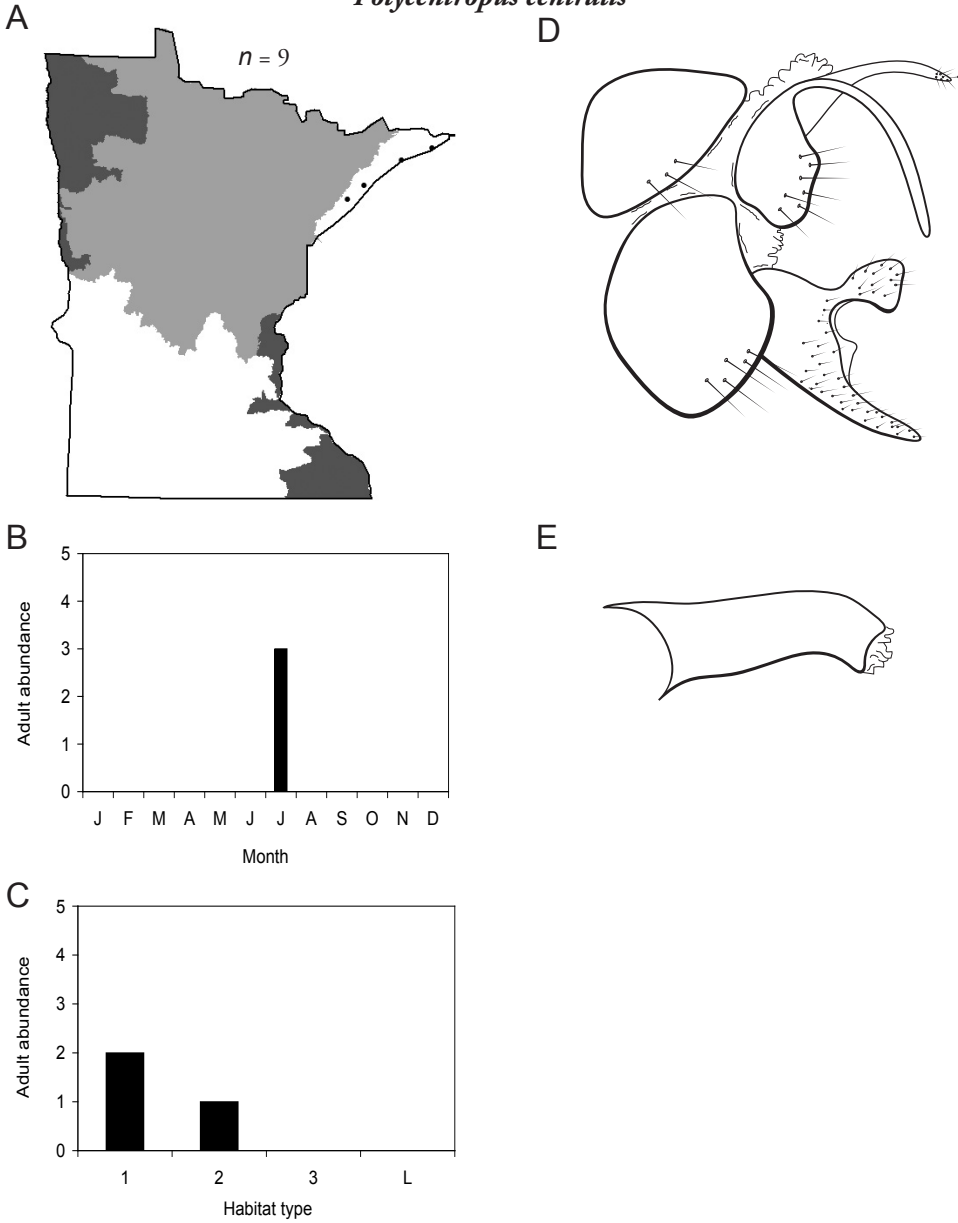 Polycentropus centralis
A
n = 9
D
B
5
4
3
2
1
0
Adult abundance
J F M A M J J A S O N D
Month
E
C
5
4
3
2
1
0
Adult abundance
1 2 3 L
Habitat type